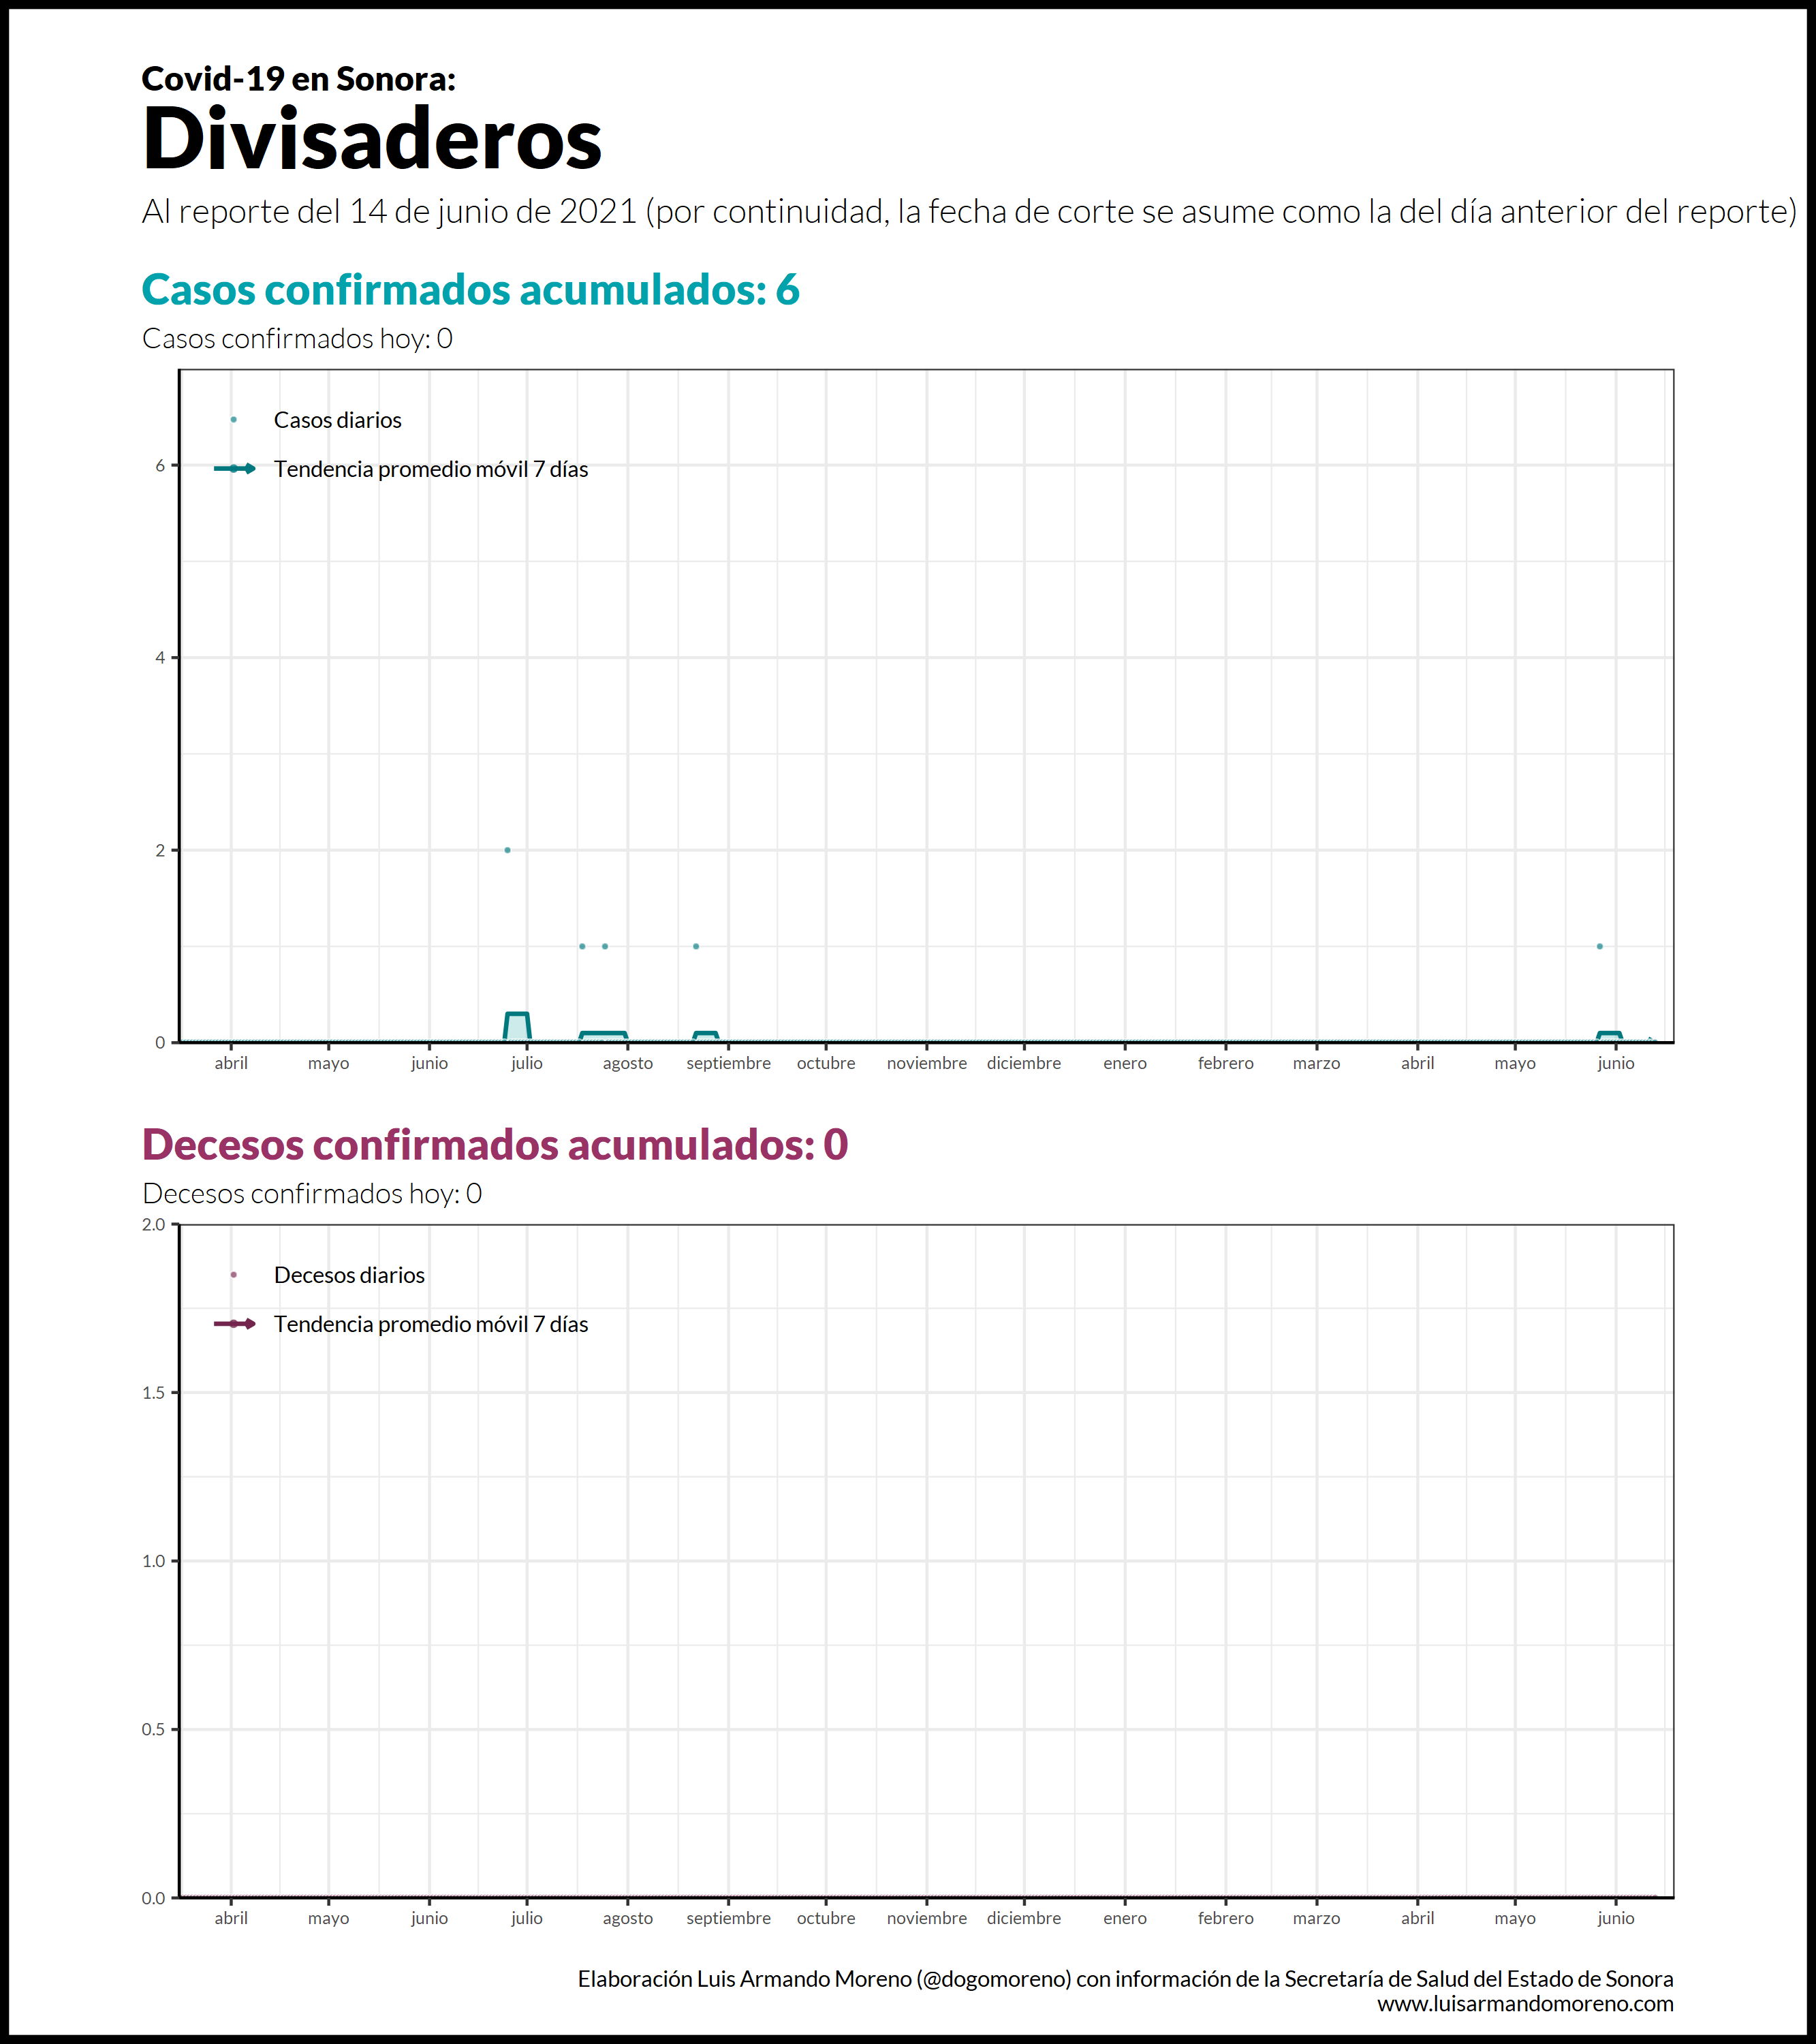 Covid-19 en Sonora:
Divisaderos
Al reporte del 14 de junio de 2021 (por continuidad, la fecha de corte se asume como la del día anterior del reporte)
Casos confirmados acumulados: 6
Casos confirmados hoy: 0
Casos diarios
Tendencia promedio móvil 7 días
6
4
2
0
abril mayo junio julio agosto septiembre octubre noviembre diciembre enero febrero marzo abril mayo junio
Decesos confirmados acumulados: 0
Decesos confirmados hoy: 0
2.0
Decesos diarios
Tendencia promedio móvil 7 días
1.5
1.0
0.5
0.0
abril mayo junio julio agosto septiembre octubre noviembre diciembre enero febrero marzo abril mayo junio
Elaboración Luis Armando Moreno (@dogomoreno) con información de la Secretaría de Salud del Estado de Sonora
www.luisarmandomoreno.com